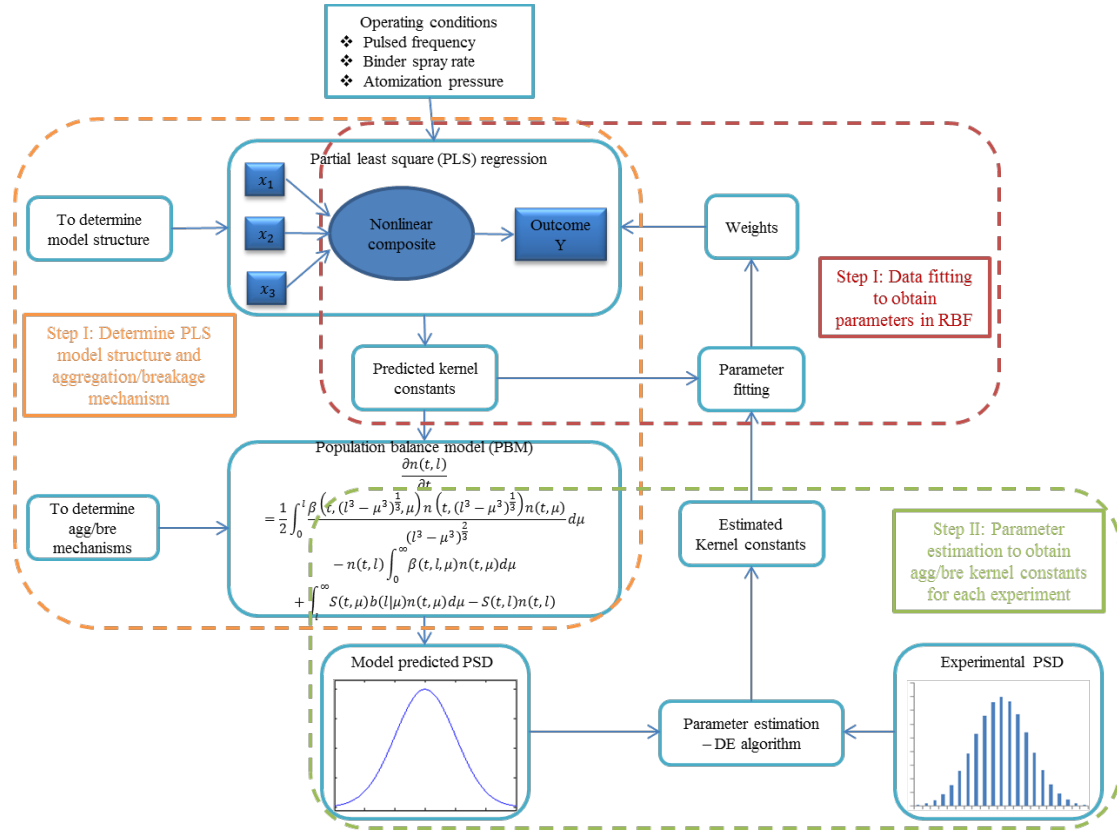 Operating conditions
❖ Pulsed frequency
❖ Binder spray rate
❖ Atomization pressure
Partial least square (PLS) regression
x₁
x₂
x₃
Nonlinear
composite
Outcome
Y
To determine
model structure
Weights
Step I: Data fitting
to obtain
parameters in RBF
Step I: Determine PLS
model structure and
aggregation/breakage
mechanism
Predicted kernel
constants
Parameter
fitting
Population balance model (PBM)
∂n(t, l)
∂t
= 1/2 ∫₀ˡ β(t, (l³ − μ³)^(1/3), μ) n(t, (l³ − μ³)^(1/3)) n(t, μ) / (l³ − μ³)^(2/3) dμ
− n(t, l) ∫₀^∞ β(t, l, μ)n(t, μ)dμ
+ ∫ₗ^∞ S(t, μ)b(l|μ)n(t, μ)dμ − S(t, l)n(t, l)
To determine
agg/bre
mechanisms
Estimated
Kernel constants
Step II: Parameter
estimation to obtain
agg/bre kernel constants
for each experiment
Model predicted PSD
Parameter estimation
– DE algorithm
Experimental PSD